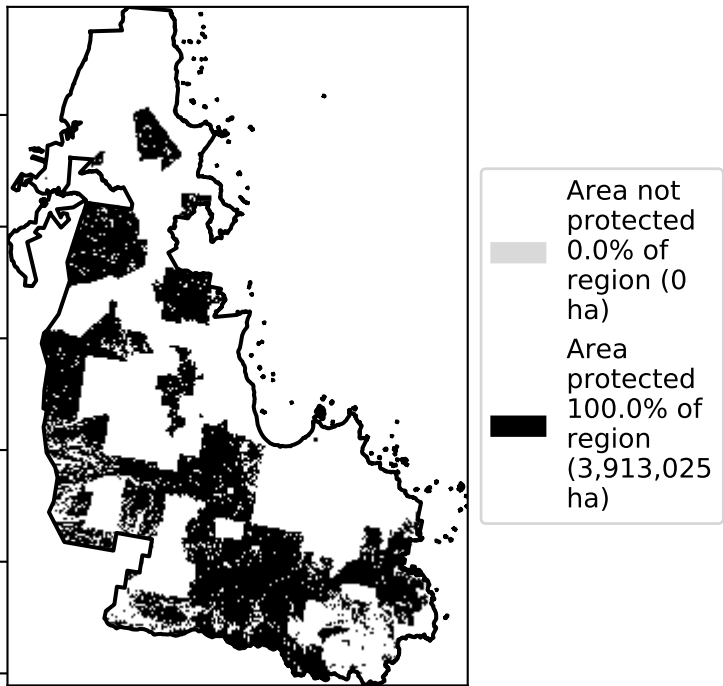 Area not
protected
0.0% of
region (0
ha)
Area
protected
100.0% of
region
(3,913,025
ha)